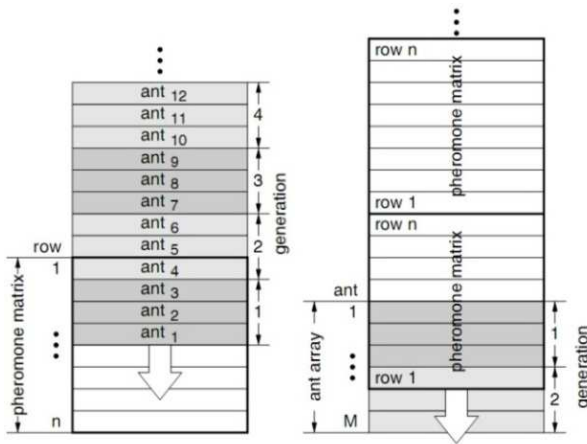 ant 12
ant 11
ant 10
ant 9
ant 8
ant 7
ant 6
ant 5
ant 4
ant 3
ant 2
ant 1
4
3
2
1
generation
row
1
n
pheromone matrix
row n
pheromone matrix
row 1
row n
pheromone matrix
row 1
ant
1
M
ant array
1
2
generation